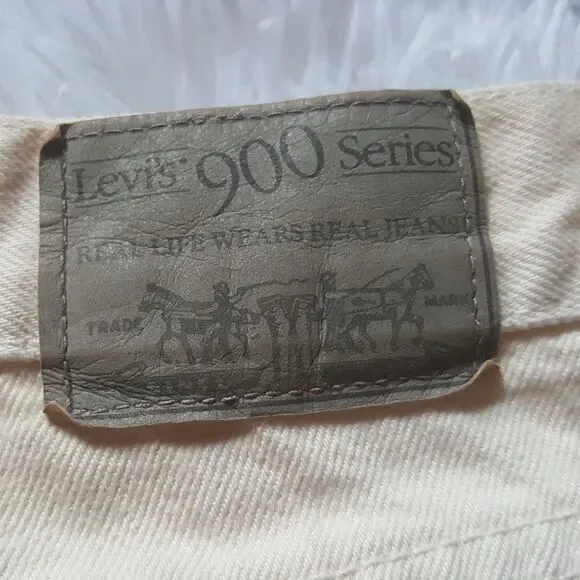 Levi's 900 Series
REAL LIFE WEARS REAL JEANS
TRADE MARK